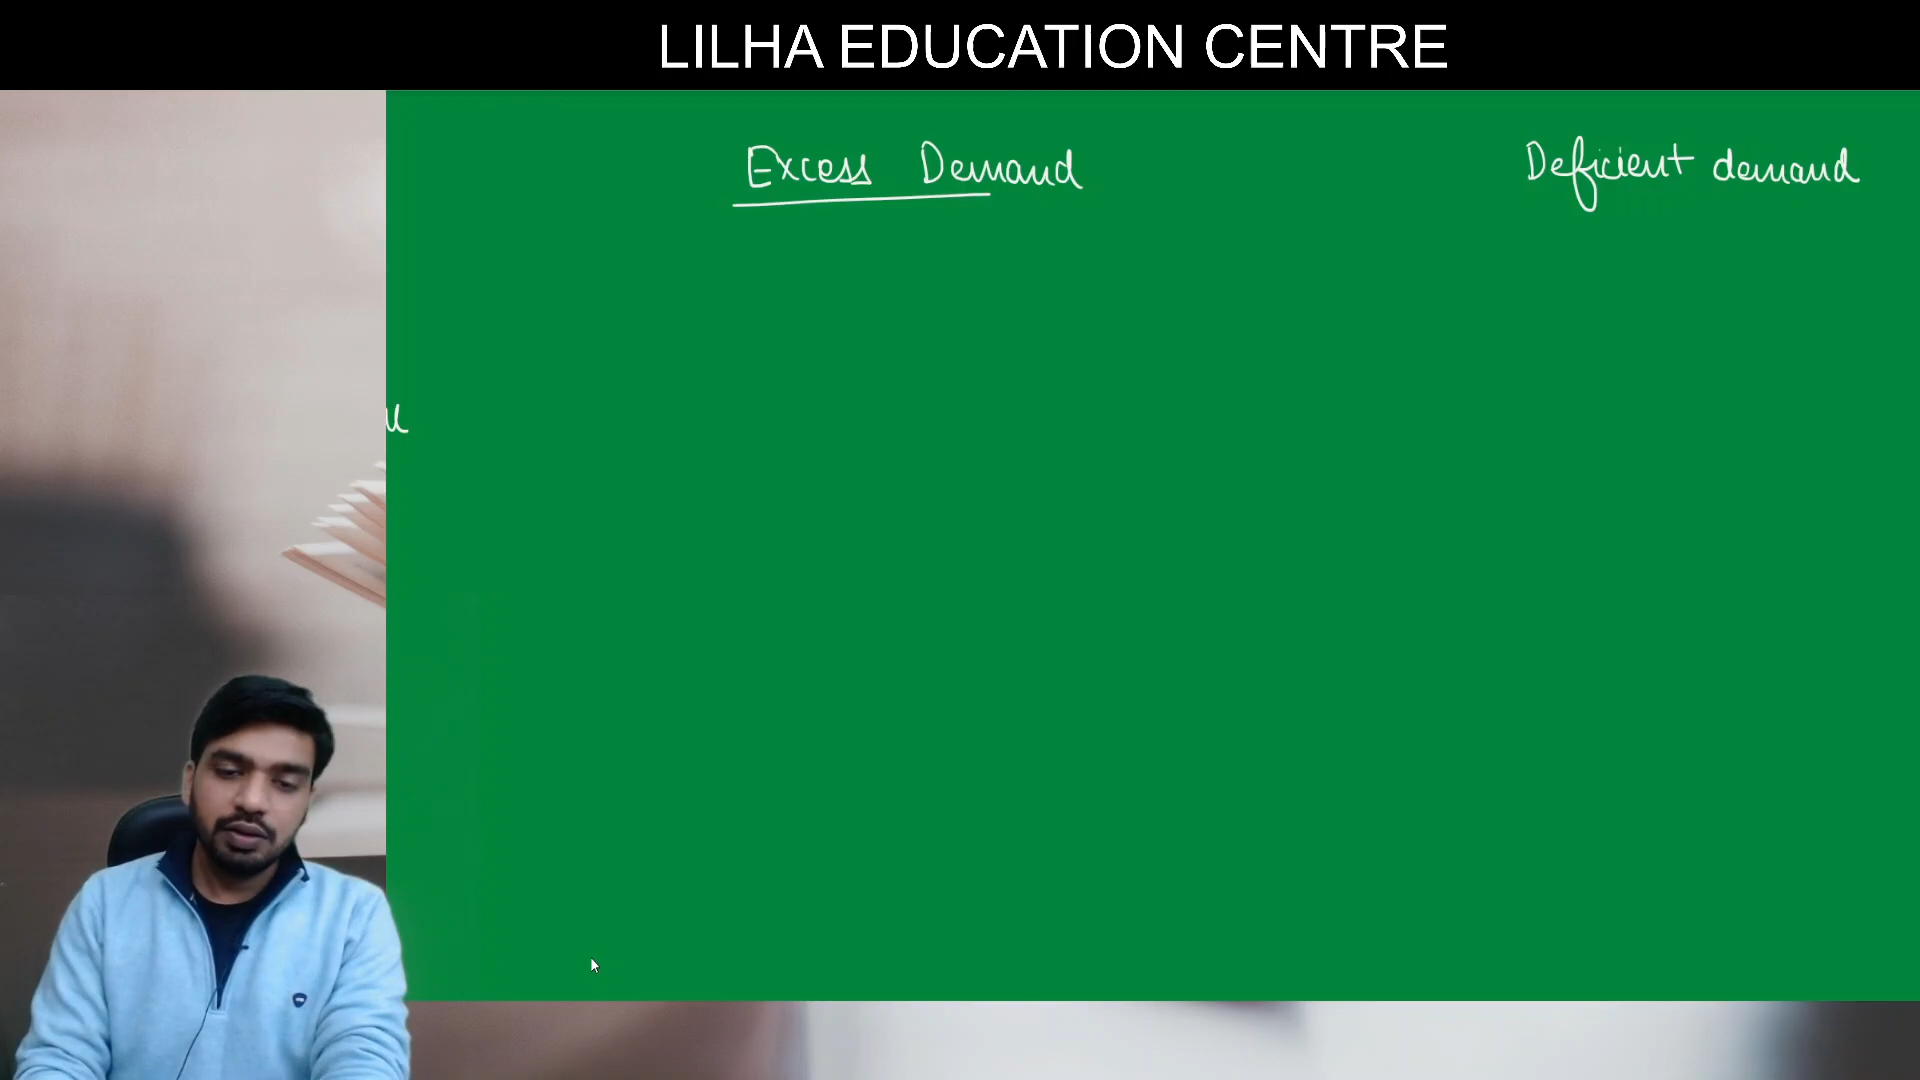 LILHA EDUCATION CENTRE
Excess Demand
Deficient demand
u